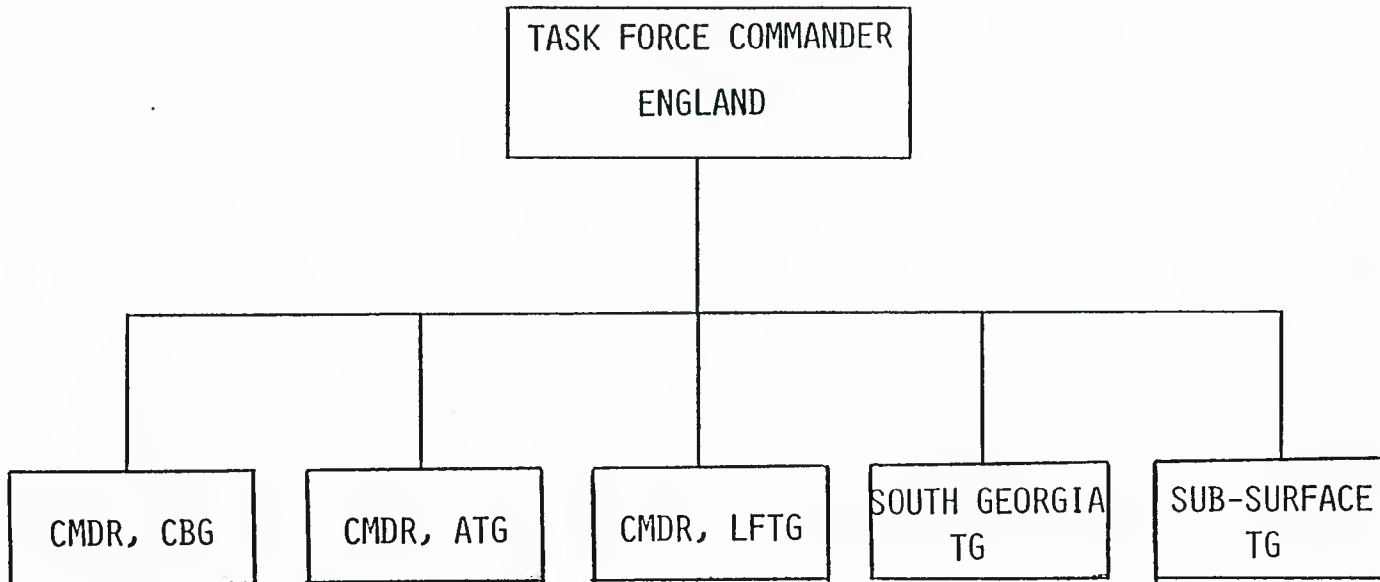 TASK FORCE COMMANDER
ENGLAND
CMDR, CBG
CMDR, ATG
CMDR, LFTG
SOUTH GEORGIA
TG
SUB-SURFACE
TG